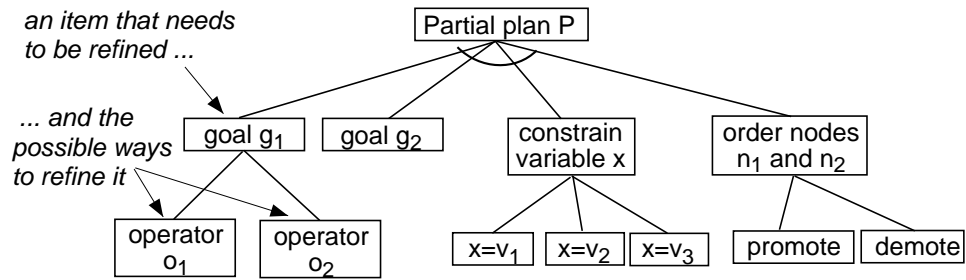 an item that needs
to be refined ...
Partial plan P
... and the
possible ways
to refine it
goal g₁
goal g₂
constrain
variable x
order nodes
n₁ and n₂
operator
o₁
operator
o₂
x=v₁
x=v₂
x=v₃
promote
demote